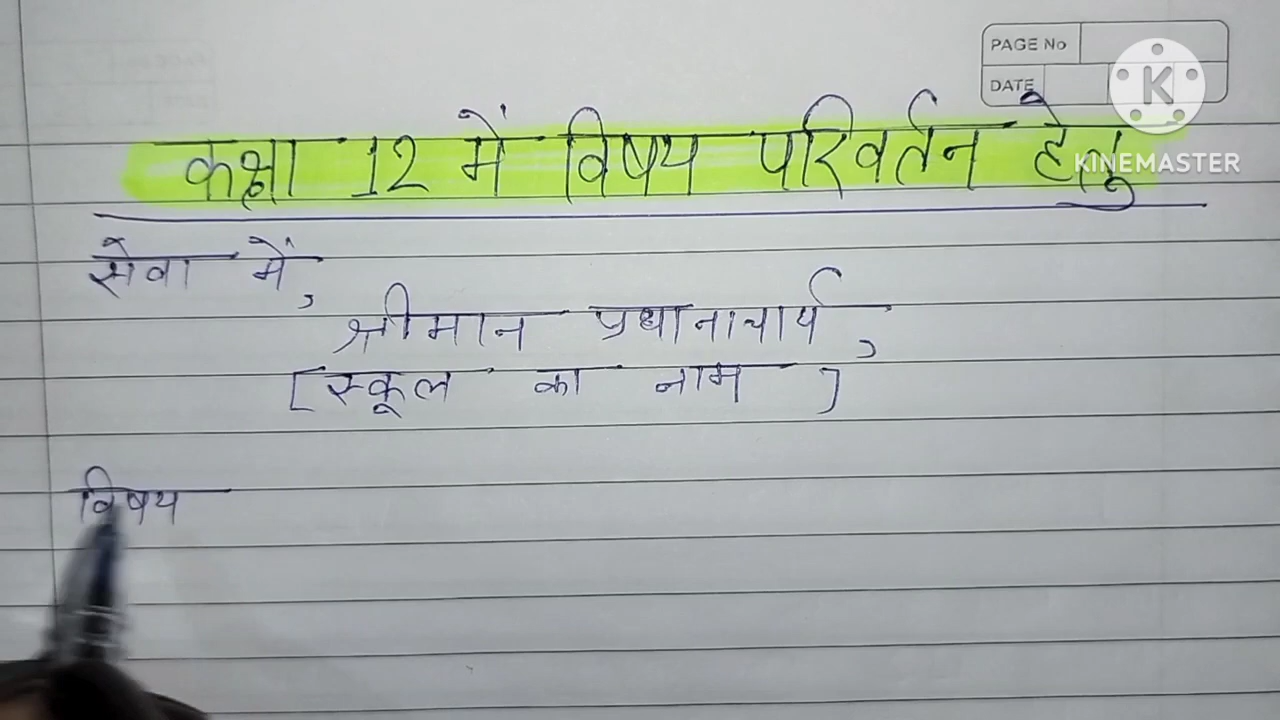 PAGE No
DATE
KINEMASTER
कक्षा 12 में विषय परिवर्तन हेतु
सेवा में,
श्रीमान प्रधानाचार्य,
[स्कूल का नाम]
विषय